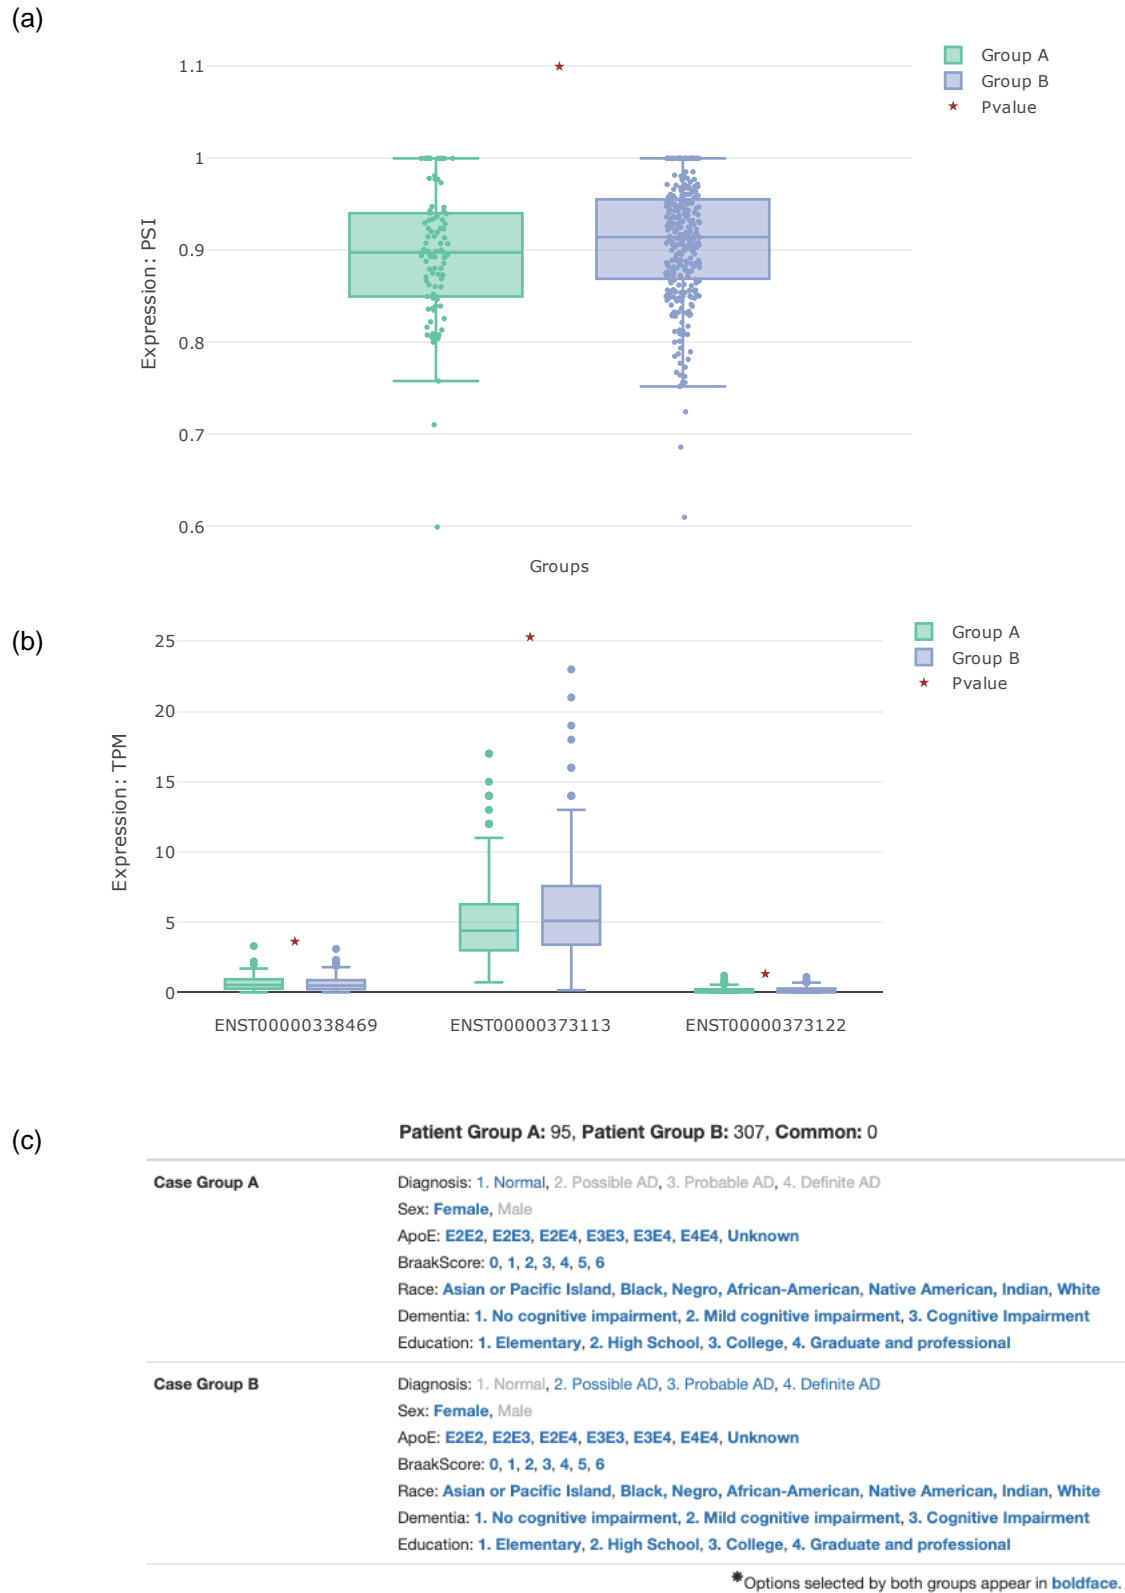 (a)
1.1
1
0.9
0.8
0.7
0.6
Expression: PSI
Groups
Group A
Group B
Pvalue
(b)
25
20
15
10
5
0
Expression: TPM
ENST00000338469
ENST00000373113
ENST00000373122
Group A
Group B
Pvalue
(c)
Patient Group A: 95, Patient Group B: 307, Common: 0
Case Group A
Diagnosis: 1. Normal, 2. Possible AD, 3. Probable AD, 4. Definite AD
Sex: Female, Male
ApoE: E2E2, E2E3, E2E4, E3E3, E3E4, E4E4, Unknown
BraakScore: 0, 1, 2, 3, 4, 5, 6
Race: Asian or Pacific Island, Black, Negro, African-American, Native American, Indian, White
Dementia: 1. No cognitive impairment, 2. Mild cognitive impairment, 3. Cognitive Impairment
Education: 1. Elementary, 2. High School, 3. College, 4. Graduate and professional
Case Group B
Diagnosis: 1. Normal, 2. Possible AD, 3. Probable AD, 4. Definite AD
Sex: Female, Male
ApoE: E2E2, E2E3, E2E4, E3E3, E3E4, E4E4, Unknown
BraakScore: 0, 1, 2, 3, 4, 5, 6
Race: Asian or Pacific Island, Black, Negro, African-American, Native American, Indian, White
Dementia: 1. No cognitive impairment, 2. Mild cognitive impairment, 3. Cognitive Impairment
Education: 1. Elementary, 2. High School, 3. College, 4. Graduate and professional
*Options selected by both groups appear in boldface.